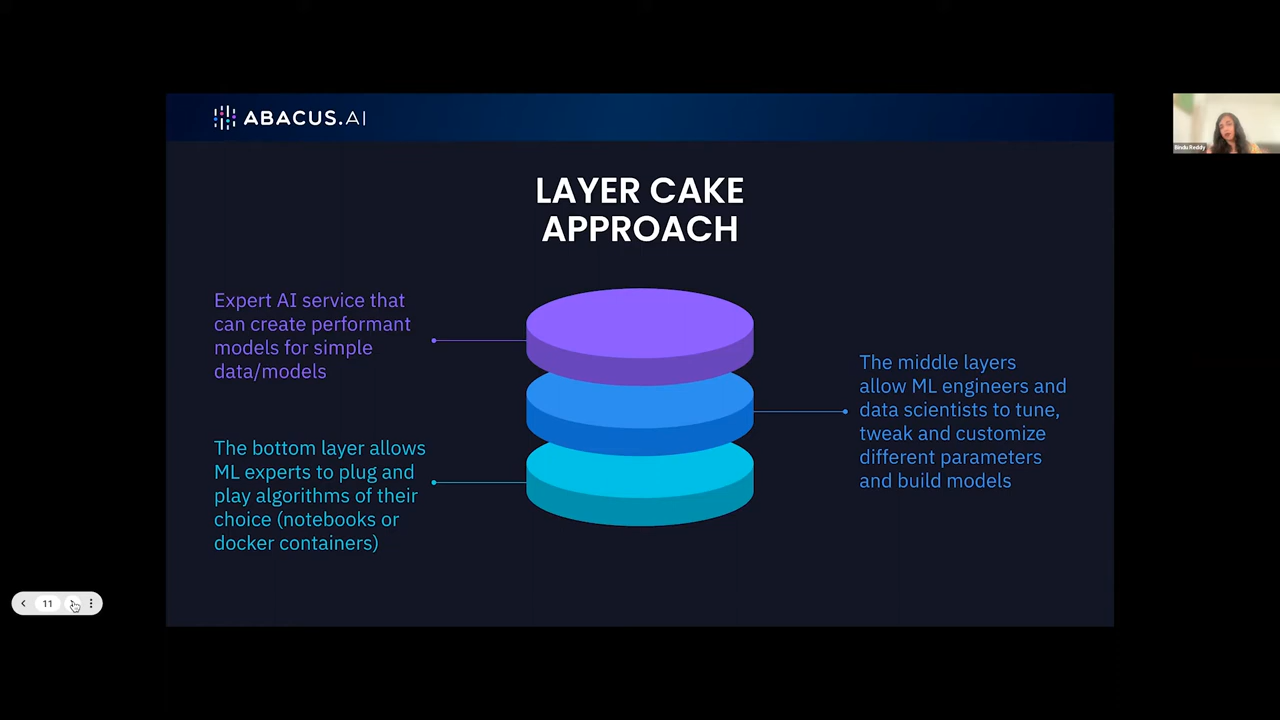 ABACUS.AI
LAYER CAKE
APPROACH
Expert AI service that
can create performant
models for simple
data/models
The middle layers
allow ML engineers and
data scientists to tune,
tweak and customize
different parameters
and build models
The bottom layer allows
ML experts to plug and
play algorithms of their
choice (notebooks or
docker containers)
Bindu Reddy
11